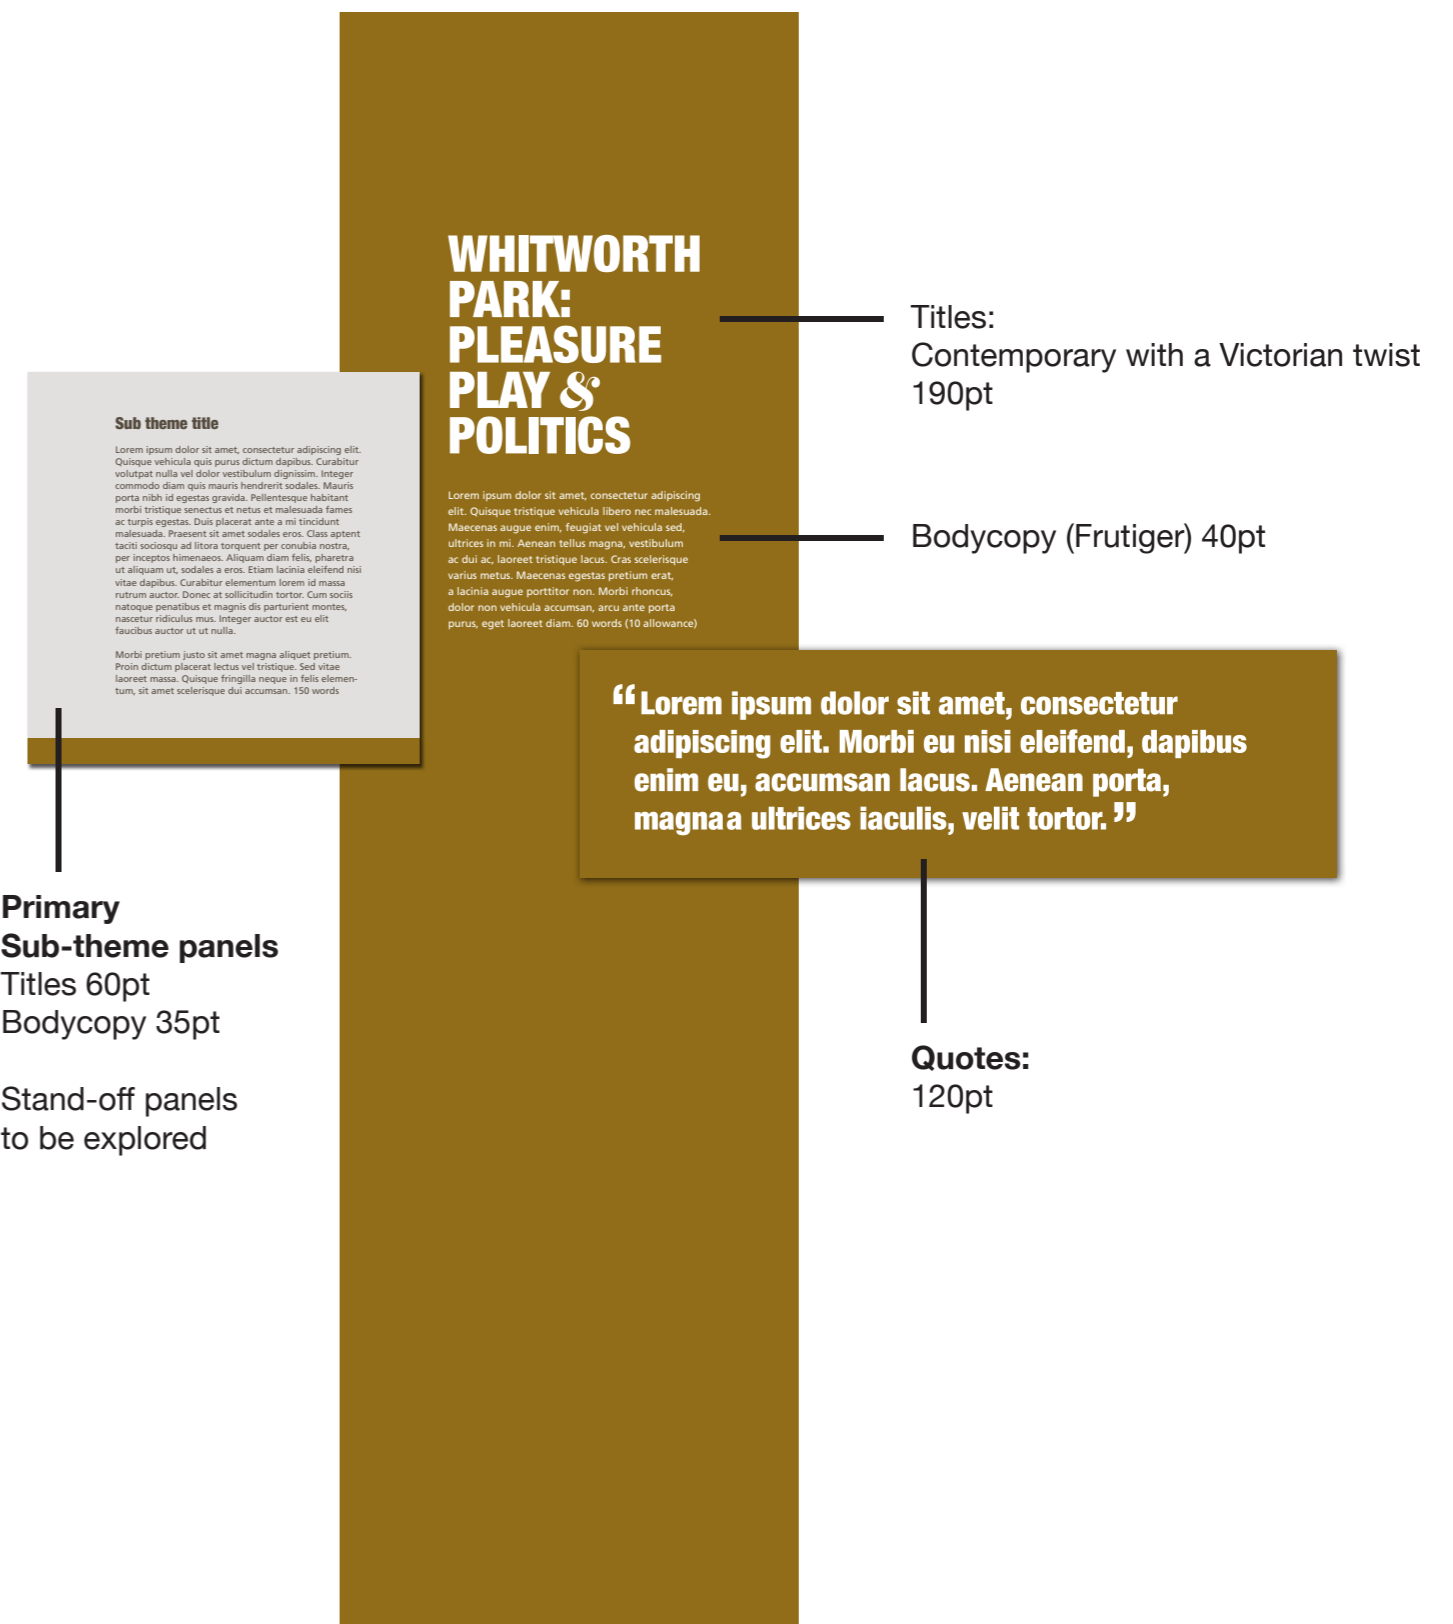 WHITWORTH
PARK:
PLEASURE
PLAY &
POLITICS
Lorem ipsum dolor sit amet, consectetur adipiscing
elit. Quisque tristique vehicula libero nec malesuada.
Maecenas augue enim, feugiat vel vehicula sed,
ultrices in mi. Aenean tellus magna, vestibulum
ac dui ac, laoreet tristique lacus. Cras scelerisque
varius metus. Maecenas egestas pretium erat,
a lacinia augue porttitor non. Morbi rhoncus,
dolor non vehicula accumsan, arcu ante porta
purus, eget laoreet diam. 60 words (10 allowance)
Titles:
Contemporary with a Victorian twist
190pt
Bodycopy (Frutiger) 40pt
Sub theme title
Lorem ipsum dolor sit amet, consectetur adipiscing elit.
Quisque vehicula quis purus dictum dapibus. Curabitur
volutpat nulla vel dolor vestibulum dignissim. Integer
commodo diam quis mauris hendrerit sodales. Mauris
porta nibh id egestas gravida. Pellentesque habitant
morbi tristique senectus et netus et malesuada fames
ac turpis egestas. Duis placerat ante a mi tincidunt
malesuada. Praesent sit amet sodales eros. Class aptent
taciti sociosqu ad litora torquent per conubia nostra,
per inceptos himenaeos. Aliquam diam felis, pharetra
ut aliquam ut, sodales a eros. Etiam lacinia eleifend nisi
vitae dapibus. Curabitur elementum lorem id massa
rutrum auctor. Donec at sollicitudin tortor. Cum sociis
natoque penatibus et magnis dis parturient montes,
nascetur ridiculus mus. Integer auctor est eu elit
faucibus auctor ut ut nulla.
Morbi pretium justo sit amet magna aliquet pretium.
Proin dictum placerat lectus vel tristique. Sed vitae
laoreet massa. Quisque fringilla neque in felis elemen-
tum, sit amet scelerisque dui accumsan. 150 words
“Lorem ipsum dolor sit amet, consectetur
adipiscing elit. Morbi eu nisi eleifend, dapibus
enim eu, accumsan lacus. Aenean porta,
magna a ultrices iaculis, velit tortor.”
Primary
Sub-theme panels
Titles 60pt
Bodycopy 35pt
Stand-off panels
to be explored
Quotes:
120pt